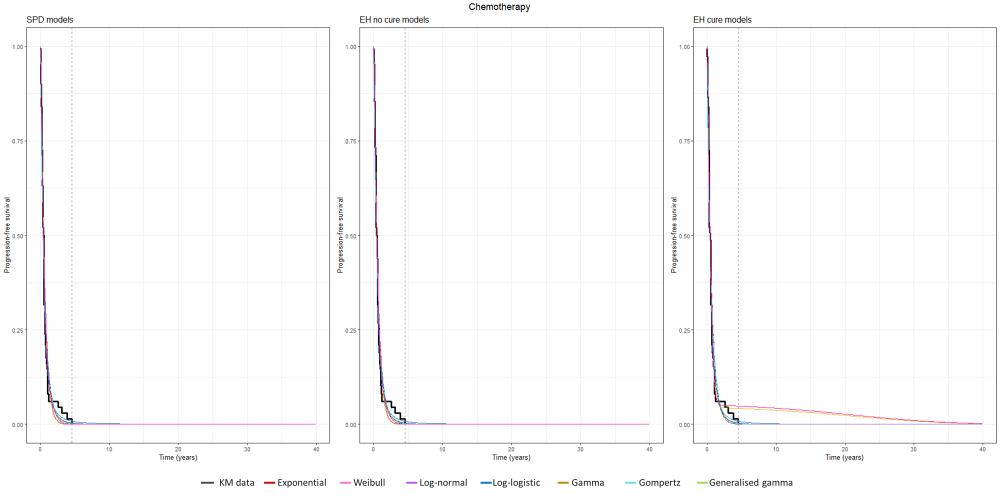 Chemotherapy
SPD models
EH no cure models
EH cure models
1.00
0.75
0.50
0.25
0.00
Progression-free survival
0
10
20
30
40
Time (years)
1.00
0.75
0.50
0.25
0.00
Progression-free survival
0
10
20
30
40
Time (years)
1.00
0.75
0.50
0.25
0.00
Progression-free survival
0
10
20
30
40
Time (years)
KM data
Exponential
Weibull
Log-normal
Log-logistic
Gamma
Gompertz
Generalised gamma